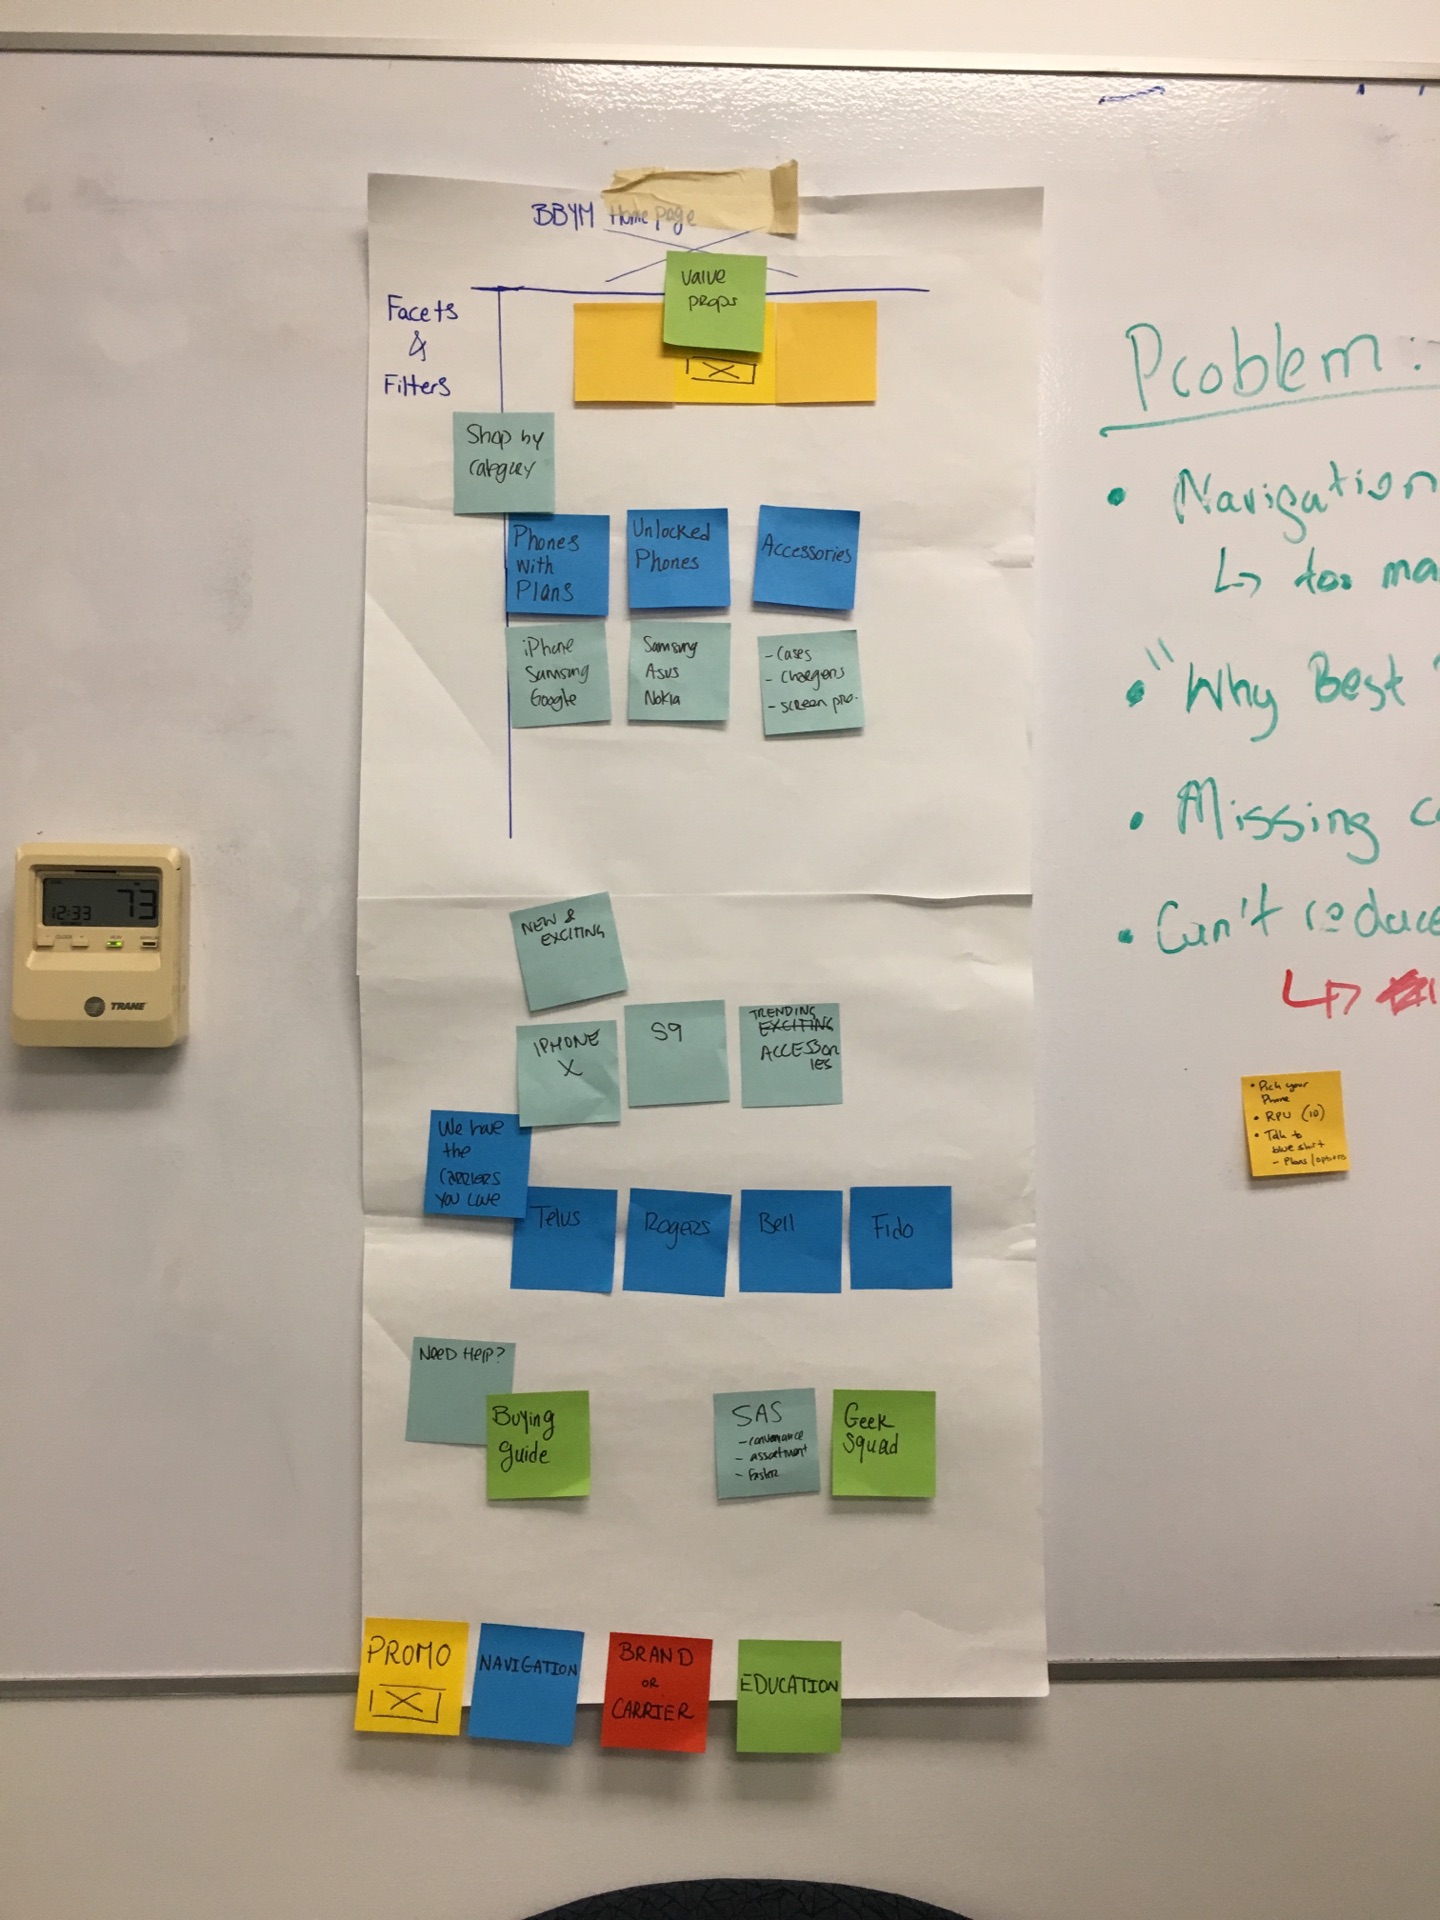 BBYM Home page
value
props
Facets
&
Filters
Shop by
category
Phones
with
Plans
Unlocked
Phones
Accessories
iPhone
Samsung
Google
Samsung
Asus
Nokia
- Cases
- Chargers
- screen pro.
NEW &
EXCITING
IPHONE
X
S9
TRENDING
EXCITING
ACCESSOR
IES
We have
the
CARRIERS
YOU LOVE
Telus
Rogers
Bell
Fido
NEED HELP?
Buying
Guide
SAS
- convenience
- assortment
- faster
Geek
Squad
PROMO
NAVIGATION
BRAND
OR
CARRIER
EDUCATION
Problem:
• Navigation
↳ too ma
• "Why Best
• Missing co
• Can't reduce
• Pick your
Phone
• RPU (10)
• Talk to
blue shirt
- Plans/options
12:33
73
TRANE